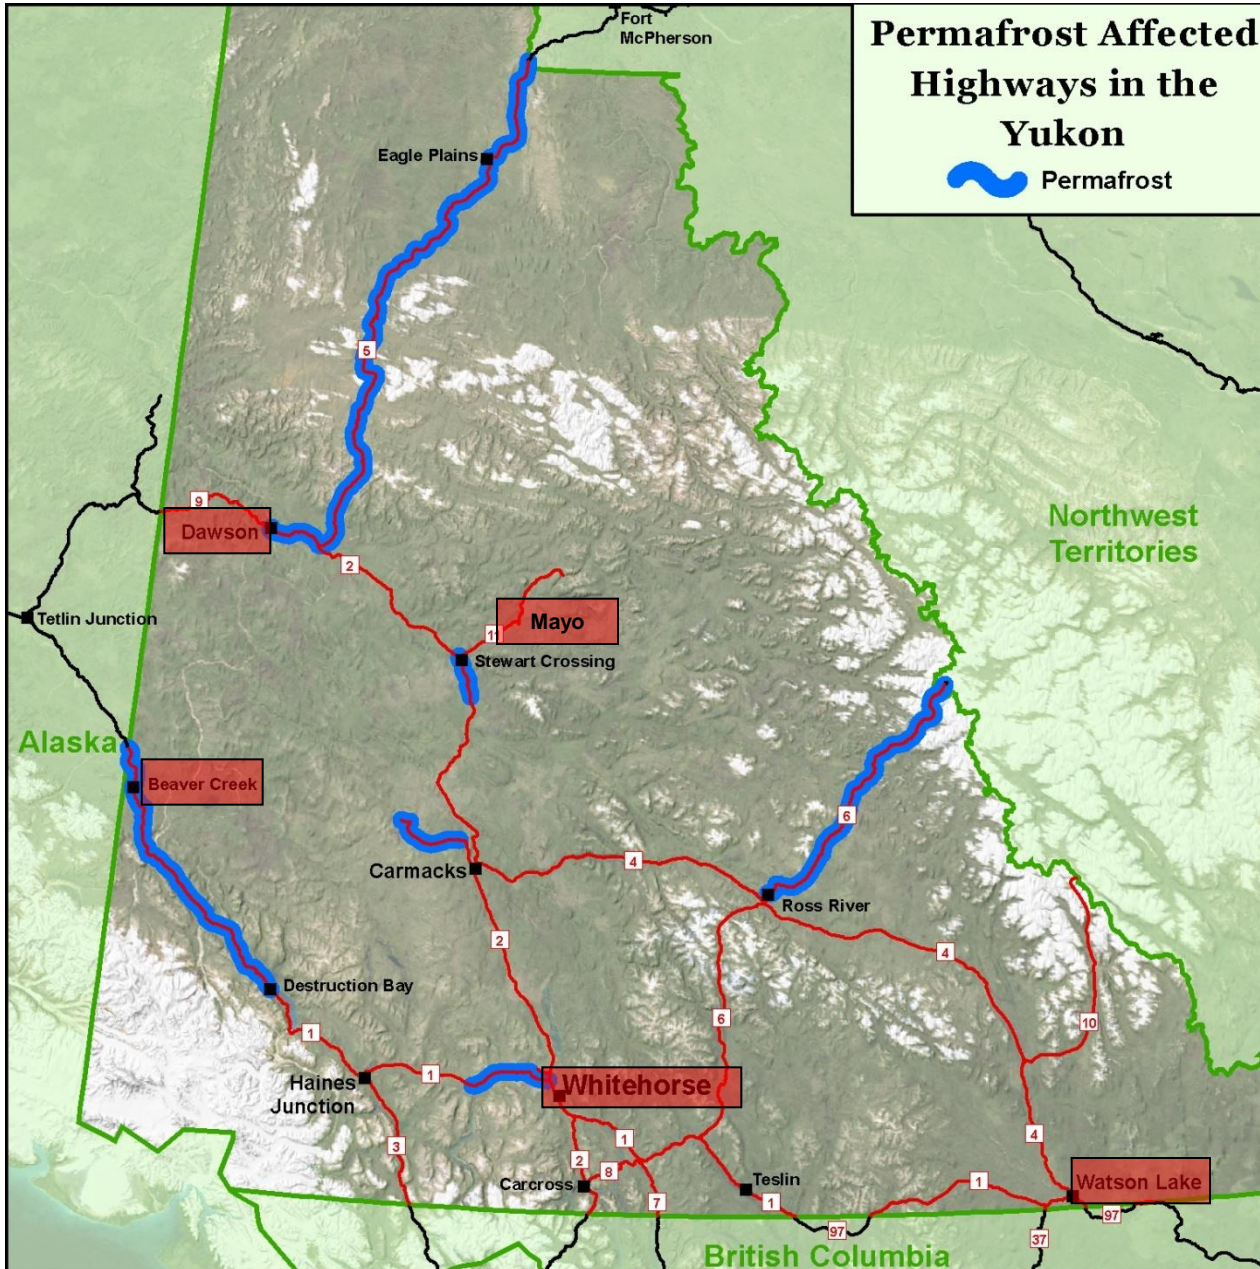 Permafrost Affected
Highways in the
Yukon
Permafrost
Fort
McPherson
Eagle Plains
5
9
Dawson
2
Northwest
Territories
Mayo
11
Tetlin Junction
Stewart Crossing
Alaska
Beaver Creek
6
4
Carmacks
Ross River
2
4
Destruction Bay
6
10
1
1
Haines
Junction
Whitehorse
4
3
1
2
8
Carcross
Teslin
1
1
Watson Lake
7
97
97
37
British Columbia